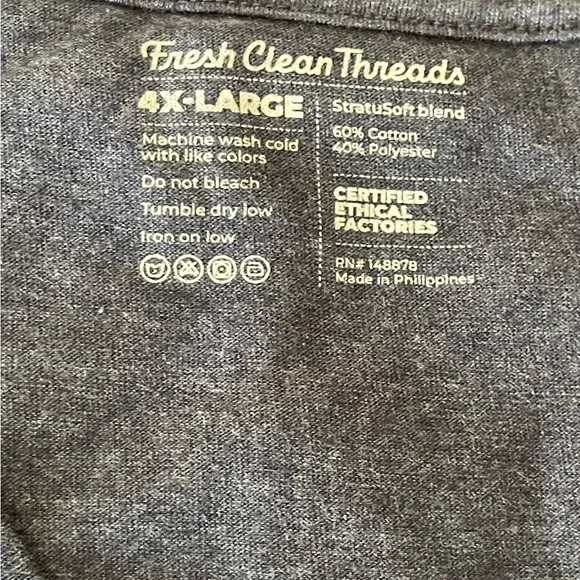 Fresh Clean Threads
4X-LARGE
Machine wash cold
with like colors
Do not bleach
Tumble dry low
Iron on low
StratuSoft blend
60% Cotton
40% Polyester
CERTIFIED
ETHICAL
FACTORIES
RN# 148878
Made in Philippines